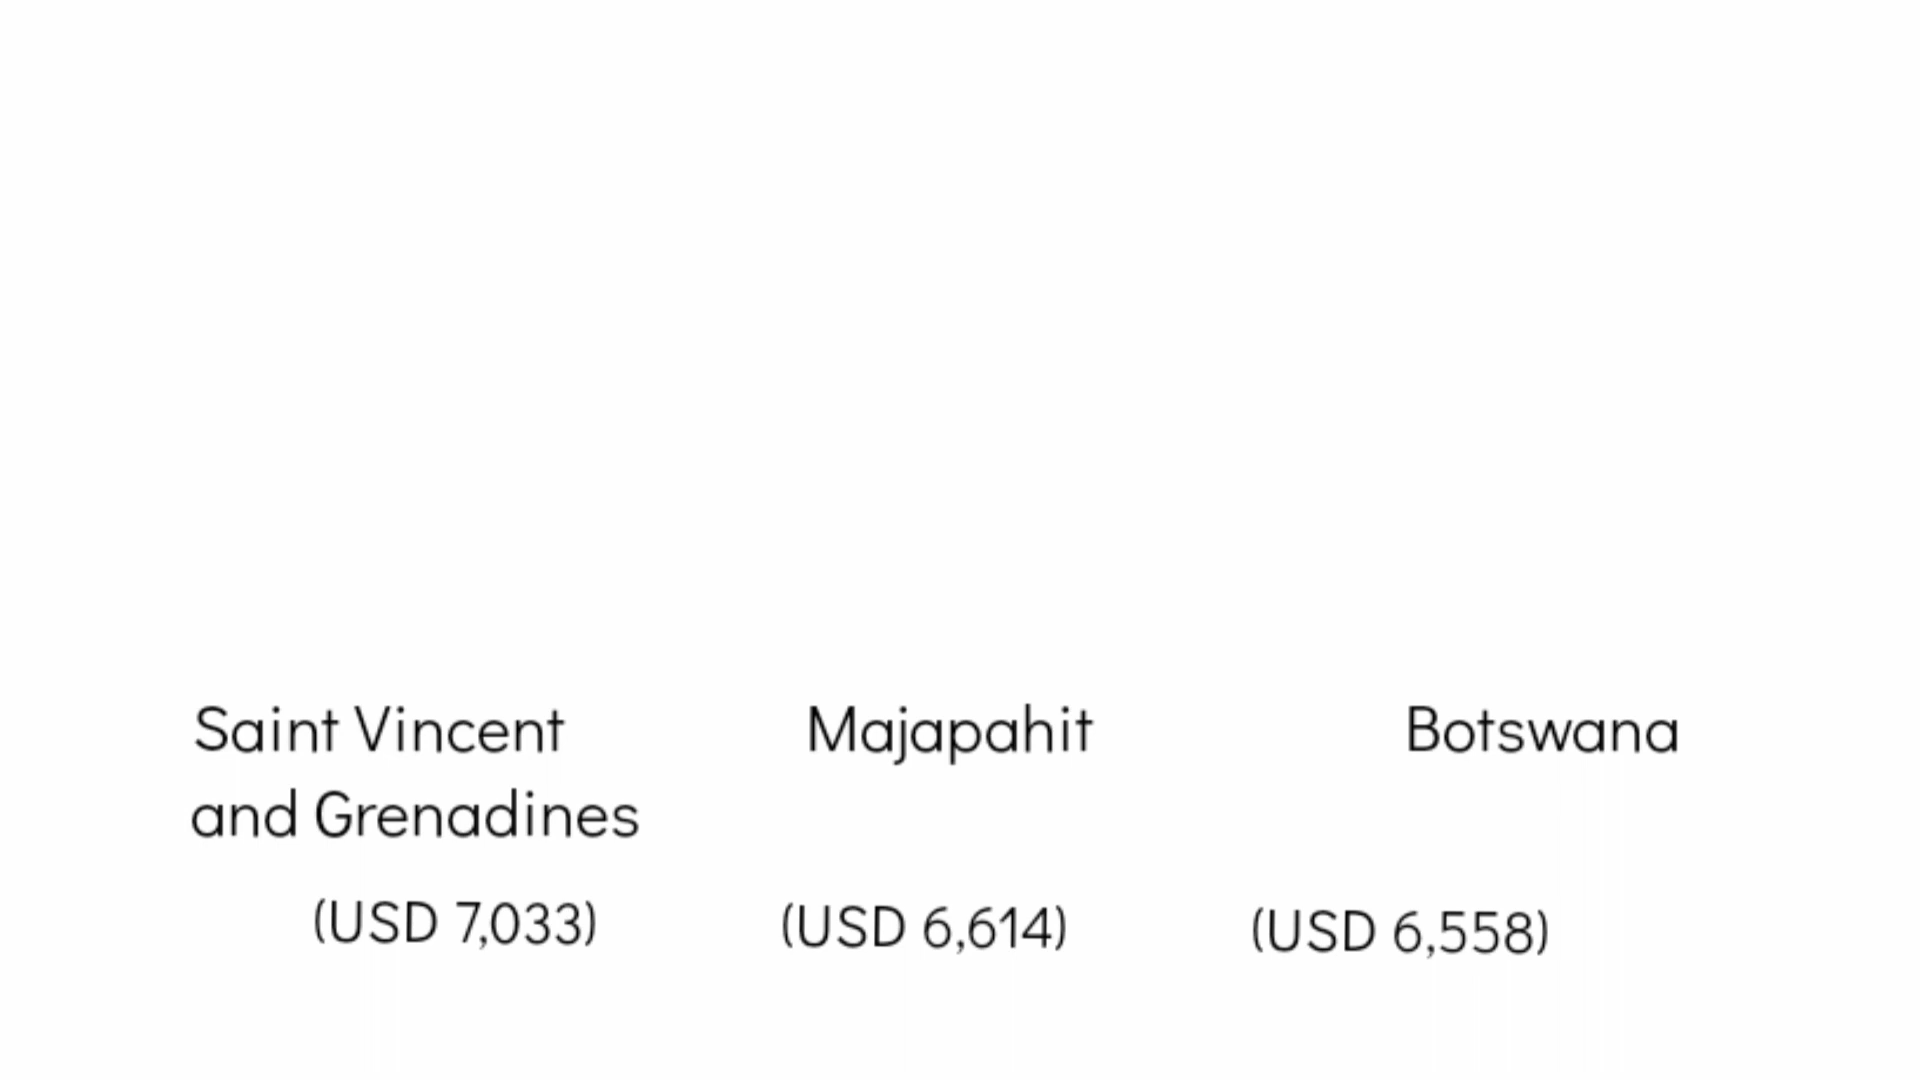 Saint Vincent
and Grenadines
(USD 7,033)
Majapahit
(USD 6,614)
Botswana
(USD 6,558)